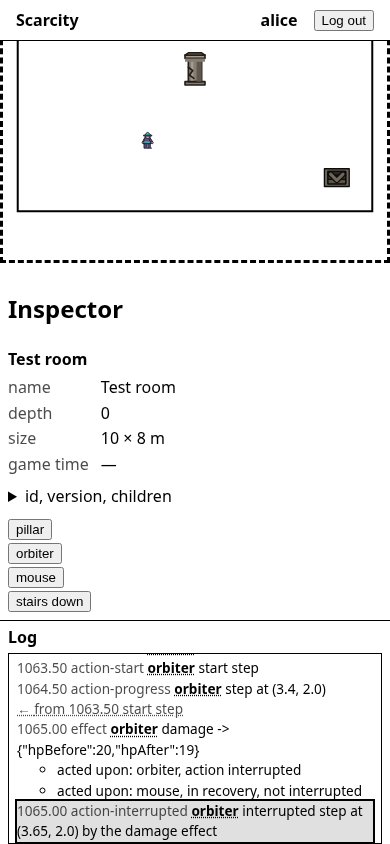 Scarcity
alice
Log out
Inspector
Test room
name Test room
depth 0
size 10 × 8 m
game time —
▶ id, version, children
pillar
orbiter
mouse
stairs down
Log
1063.50 action-start orbiter start step
1064.50 action-progress orbiter step at (3.4, 2.0)
← from 1063.50 start step
1065.00 effect orbiter damage ->
{"hpBefore":20,"hpAfter":19}
acted upon: orbiter, action interrupted
acted upon: mouse, in recovery, not interrupted
1065.00 action-interrupted orbiter interrupted step at
(3.65, 2.0) by the damage effect